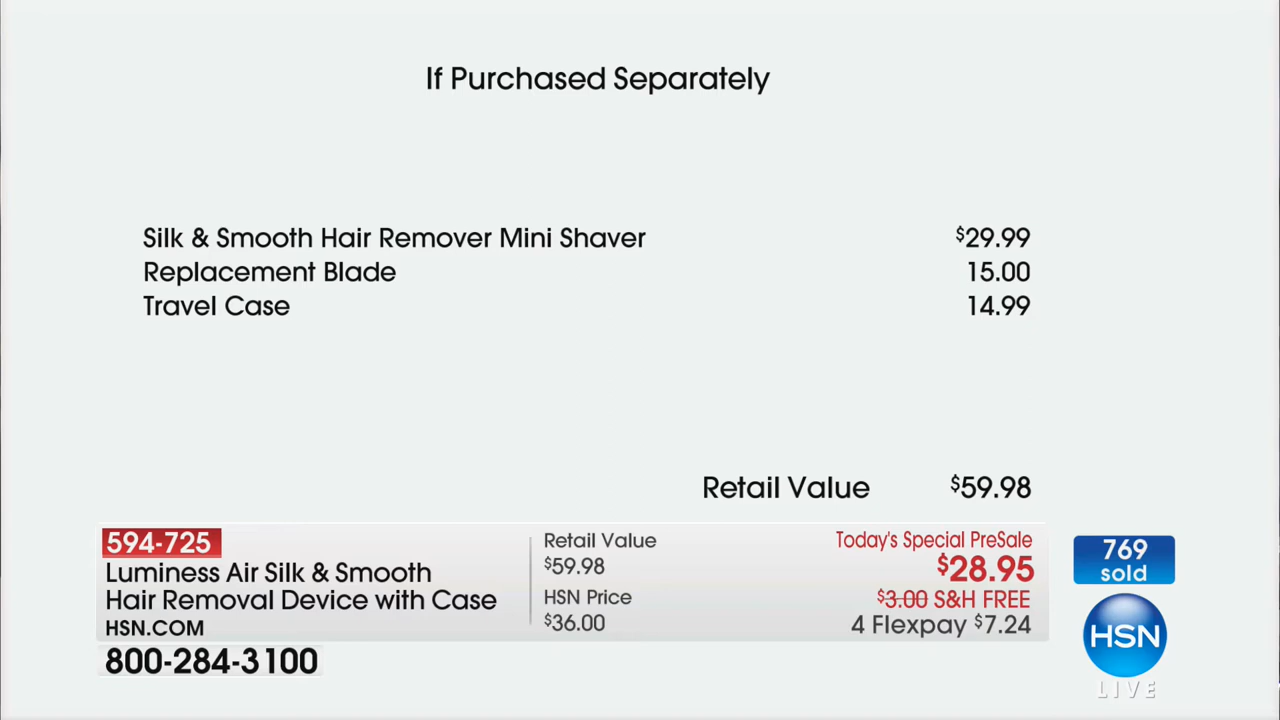 If Purchased Separately
Silk & Smooth Hair Remover Mini Shaver $29.99
Replacement Blade 15.00
Travel Case 14.99
Retail Value $59.98
594-725
Luminess Air Silk & Smooth
Hair Removal Device with Case
HSN.COM
800-284-3100
Retail Value
$59.98
HSN Price
$36.00
Today's Special PreSale
$28.95
$3.00 S&H FREE
4 Flexpay $7.24
769
sold
HSN
LIVE